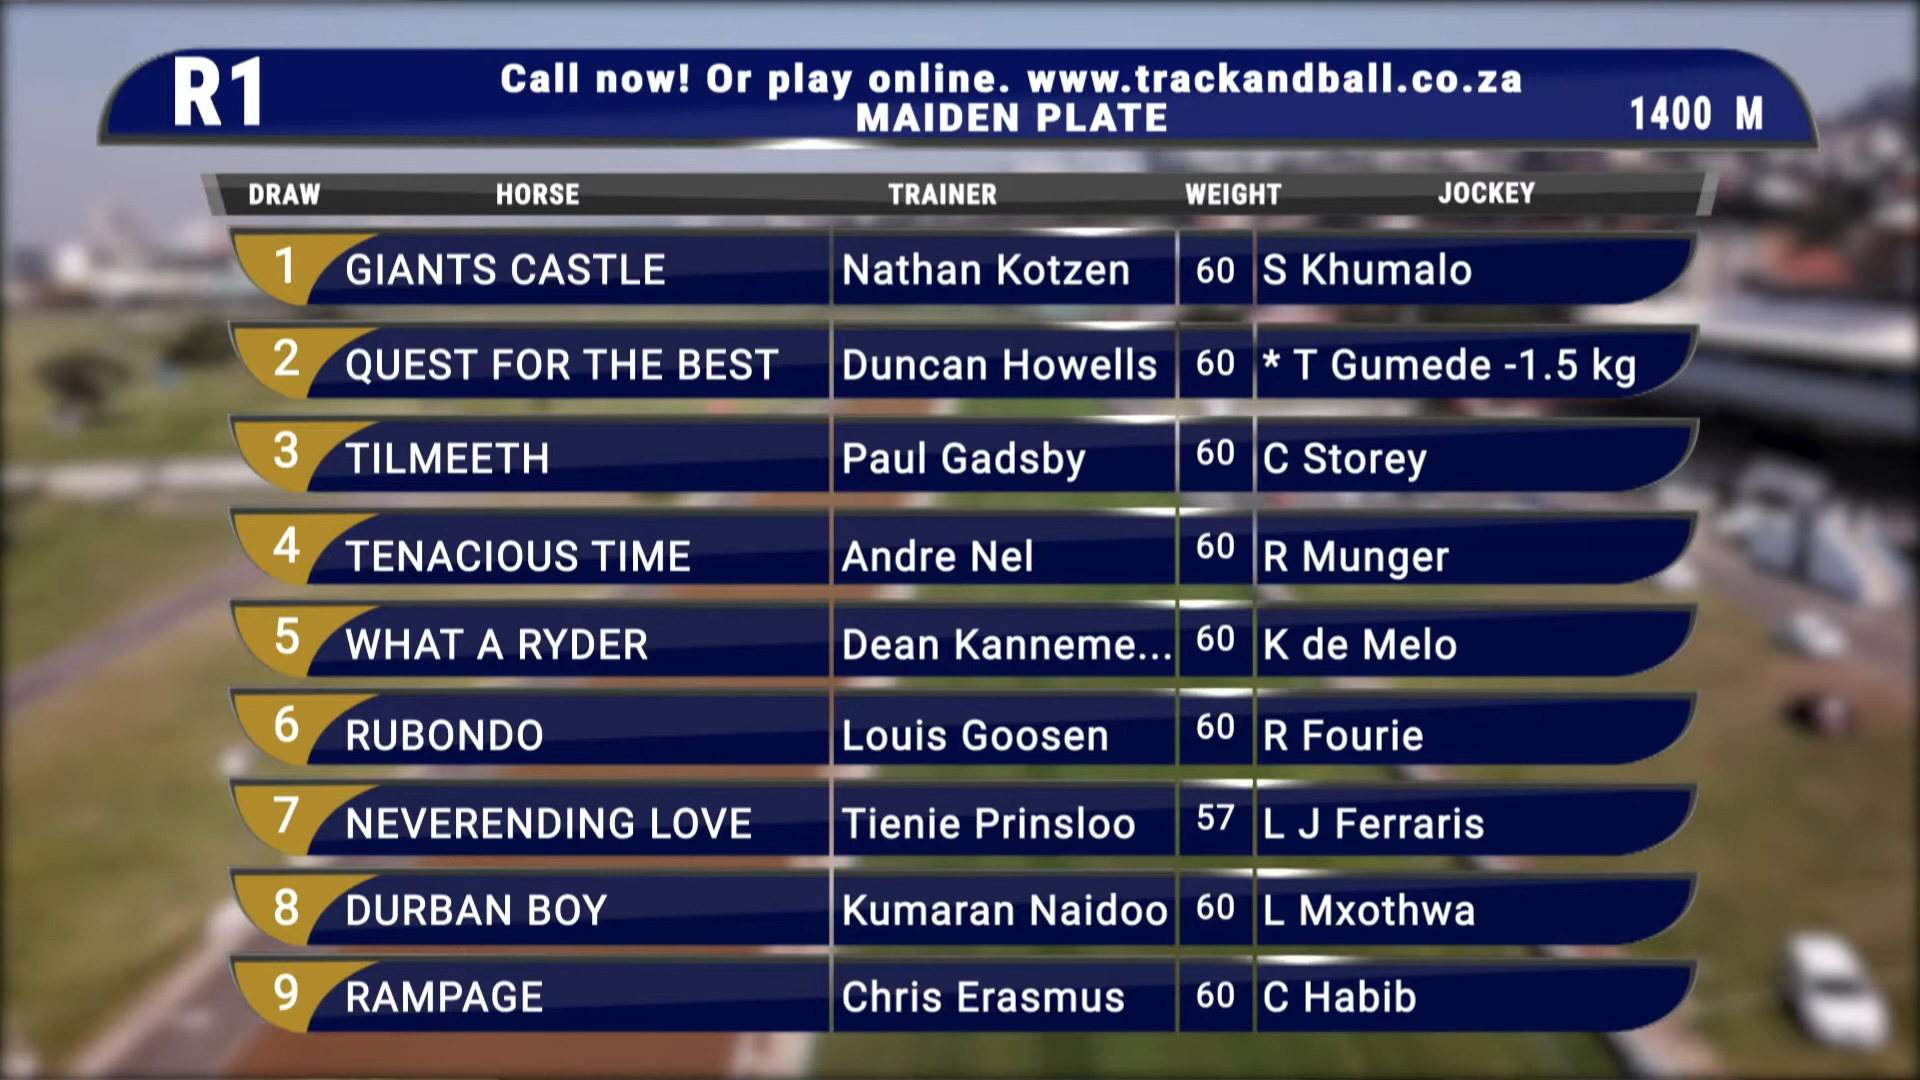 R1
Call now! Or play online. www.trackandball.co.za
MAIDEN PLATE
1400 M
DRAW HORSE TRAINER WEIGHT JOCKEY
1 GIANTS CASTLE Nathan Kotzen 60 S Khumalo
2 QUEST FOR THE BEST Duncan Howells 60 * T Gumede -1.5 kg
3 TILMEETH Paul Gadsby 60 C Storey
4 TENACIOUS TIME Andre Nel 60 R Munger
5 WHAT A RYDER Dean Kanneme... 60 K de Melo
6 RUBONDO Louis Goosen 60 R Fourie
7 NEVERENDING LOVE Tienie Prinsloo 57 L J Ferraris
8 DURBAN BOY Kumaran Naidoo 60 L Mxothwa
9 RAMPAGE Chris Erasmus 60 C Habib